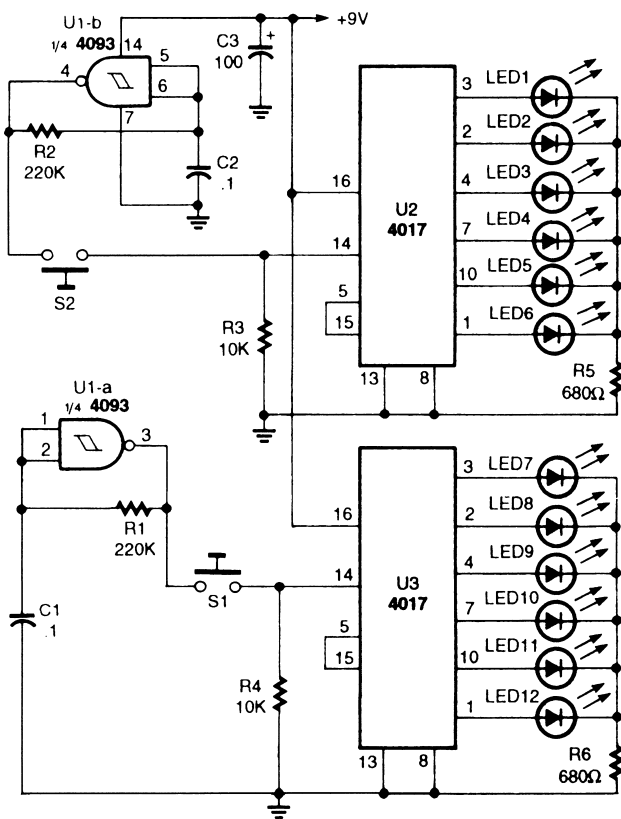 U1-b
1/4 4093
14
4
5
6
7
R2
220K
C2
.1
C3
100
+
+9V
S2
R3
10K
16
14
5
15
13
8
U2
4017
3
2
4
7
10
1
LED1
LED2
LED3
LED4
LED5
LED6
R5
680Ω
U1-a
1/4 4093
1
2
3
R1
220K
C1
.1
S1
R4
10K
16
14
5
15
13
8
U3
4017
3
2
4
7
10
1
LED7
LED8
LED9
LED10
LED11
LED12
R6
680Ω